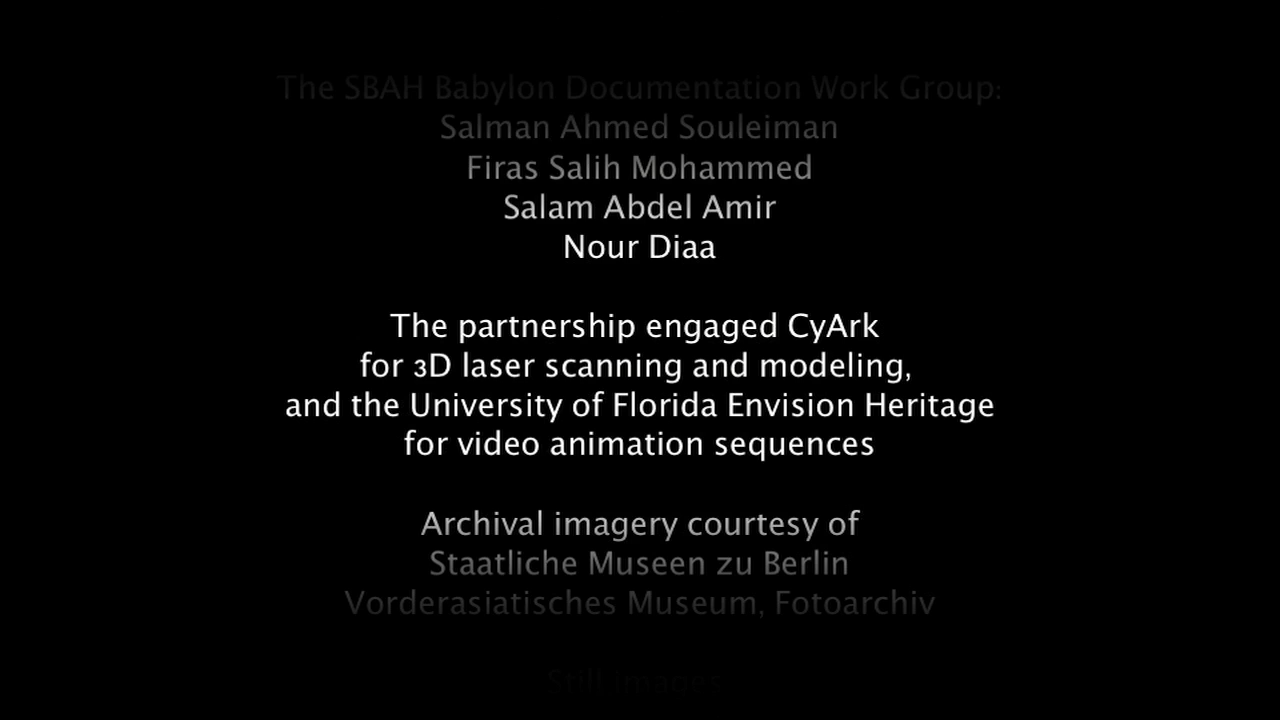 The SBAH Babylon Documentation Work Group:
Salman Ahmed Souleiman
Firas Salih Mohammed
Salam Abdel Amir
Nour Diaa
The partnership engaged CyArk
for 3D laser scanning and modeling,
and the University of Florida Envision Heritage
for video animation sequences
Archival imagery courtesy of
Staatliche Museen zu Berlin
Vorderasiatisches Museum, Fotoarchiv
Still Images